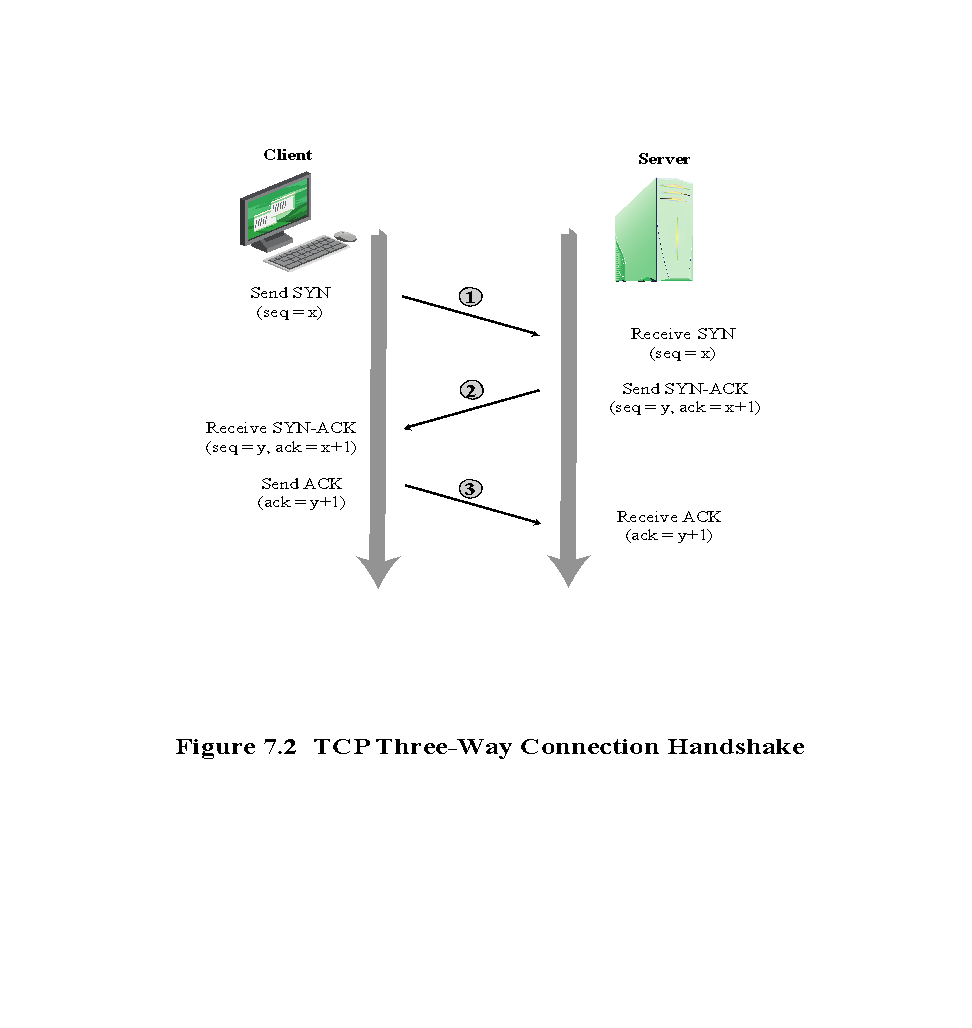 Client
Server
Send SYN
(seq = x)
1
Receive SYN
(seq = x)
2
Send SYN-ACK
(seq = y, ack = x+1)
Receive SYN-ACK
(seq = y, ack = x+1)
Send ACK
(ack = y+1)
3
Receive ACK
(ack = y+1)
Figure 7.2 TCP Three-Way Connection Handshake